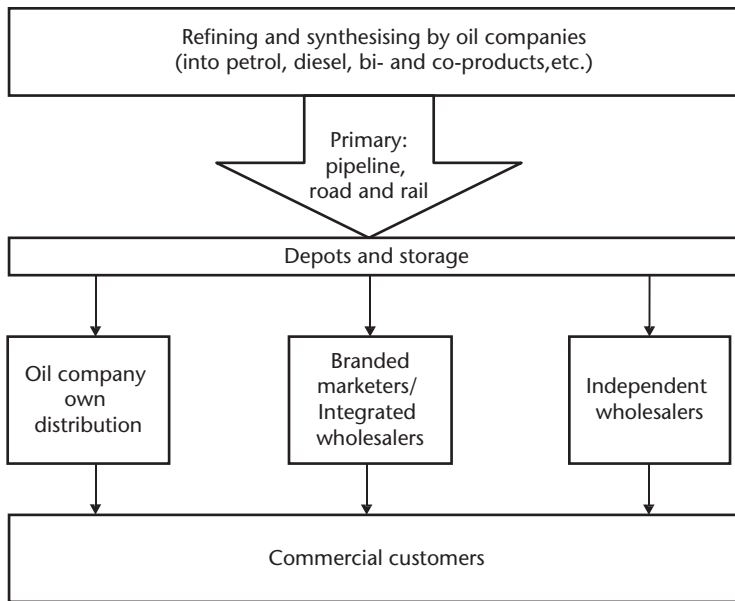 Refining and synthesising by oil companies
(into petrol, diesel, bi- and co-products,etc.)
Primary:
pipeline,
road and rail
Depots and storage
Oil company
own
distribution
Branded
marketers/
Integrated
wholesalers
Independent
wholesalers
Commercial customers